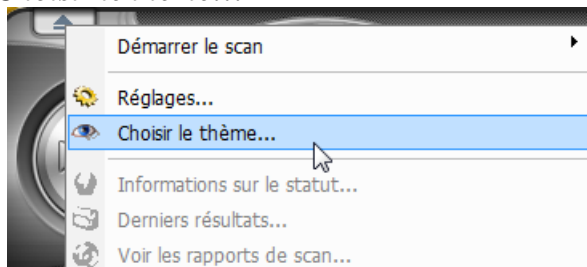 Démarrer le scan
Réglages...
Choisir le thème...
Informations sur le statut...
Derniers résultats...
Voir les rapports de scan...